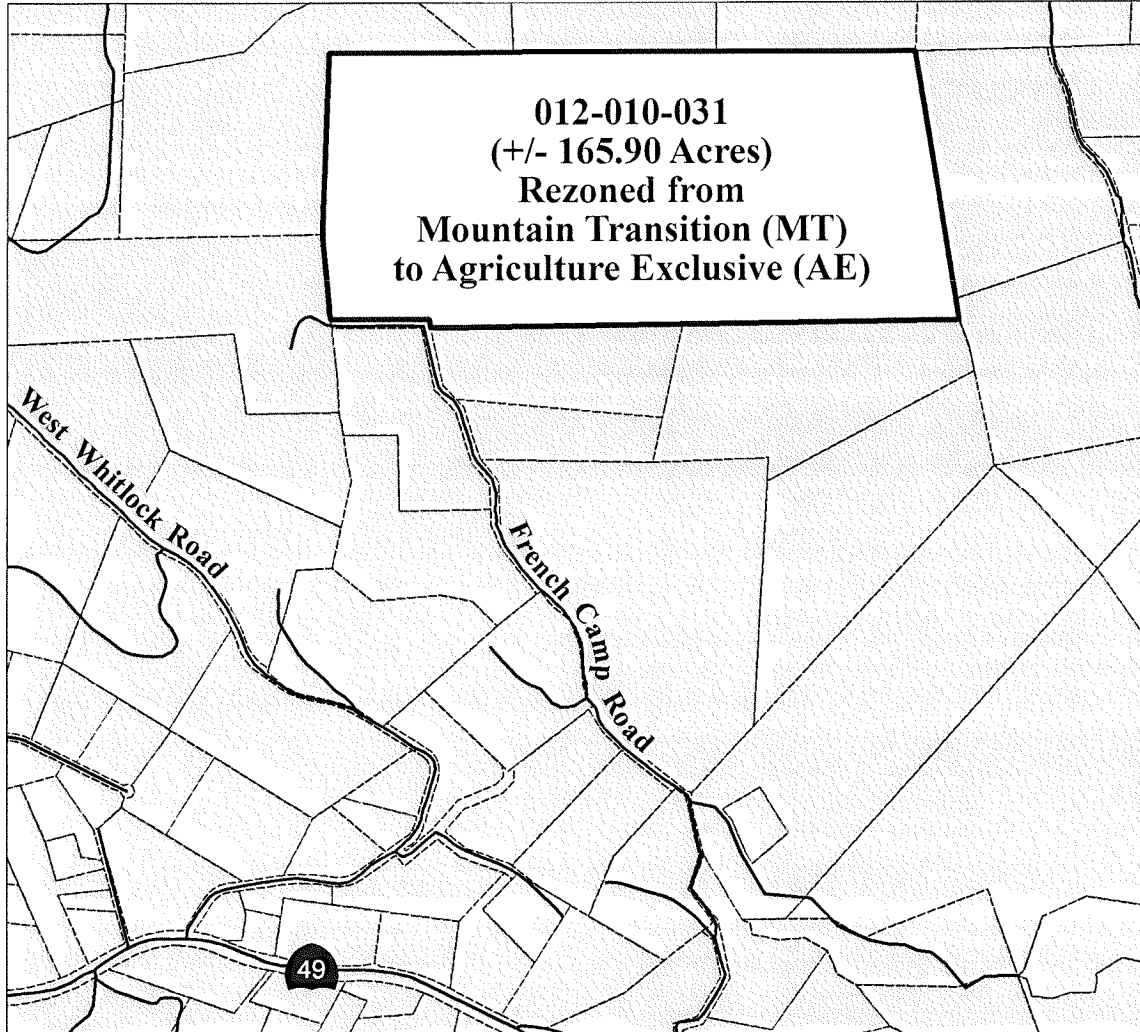 012-010-031
(+/- 165.90 Acres)
Rezoned from
Mountain Transition (MT)
to Agriculture Exclusive (AE)
West Whitlock Road
French Camp Road
49